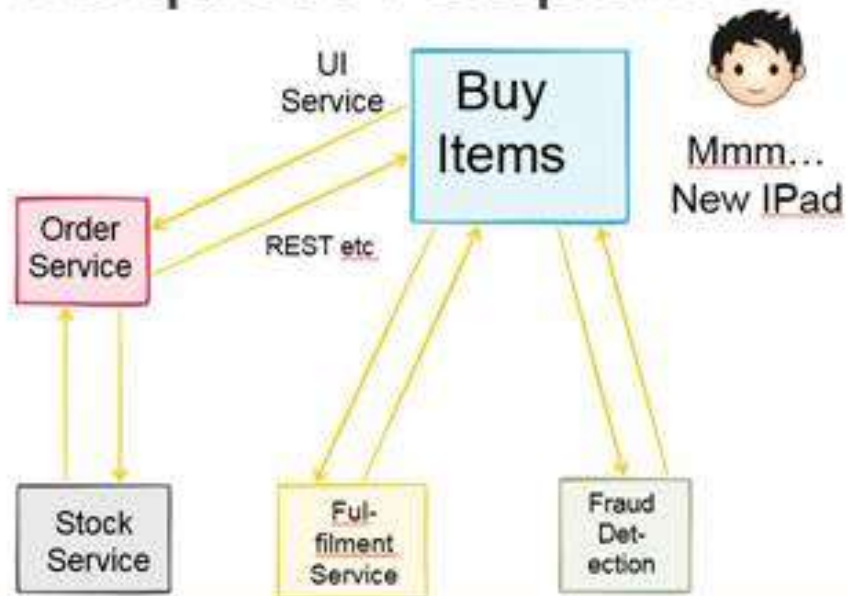 UI
Service
Buy
Items
Mmm...
New IPad
Order
Service
REST etc
Stock
Service
Ful-
filment
Service
Fraud
Det-
ection